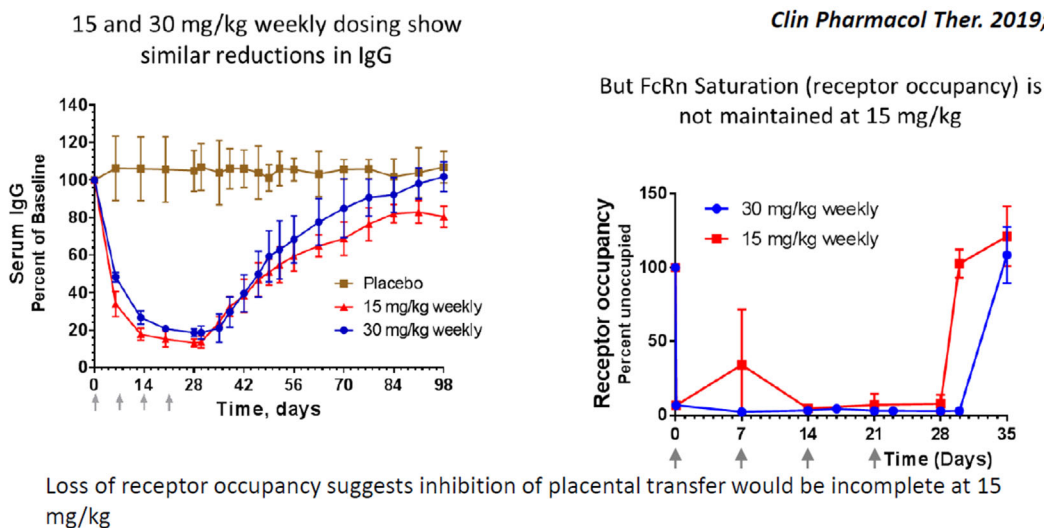 15 and 30 mg/kg weekly dosing show
similar reductions in IgG
Clin Pharmacol Ther. 2019;
But FcRn Saturation (receptor occupancy) is
not maintained at 15 mg/kg
Serum IgG
Percent of Baseline
140
120
100
80
60
40
20
0
Placebo
15 mg/kg weekly
30 mg/kg weekly
0 14 28 42 56 70 84 98
Time, days
Receptor occupancy
Percent unoccupied
150
100
50
0
30 mg/kg weekly
15 mg/kg weekly
0 7 14 21 28 35
Time (Days)
Loss of receptor occupancy suggests inhibition of placental transfer would be incomplete at 15
mg/kg